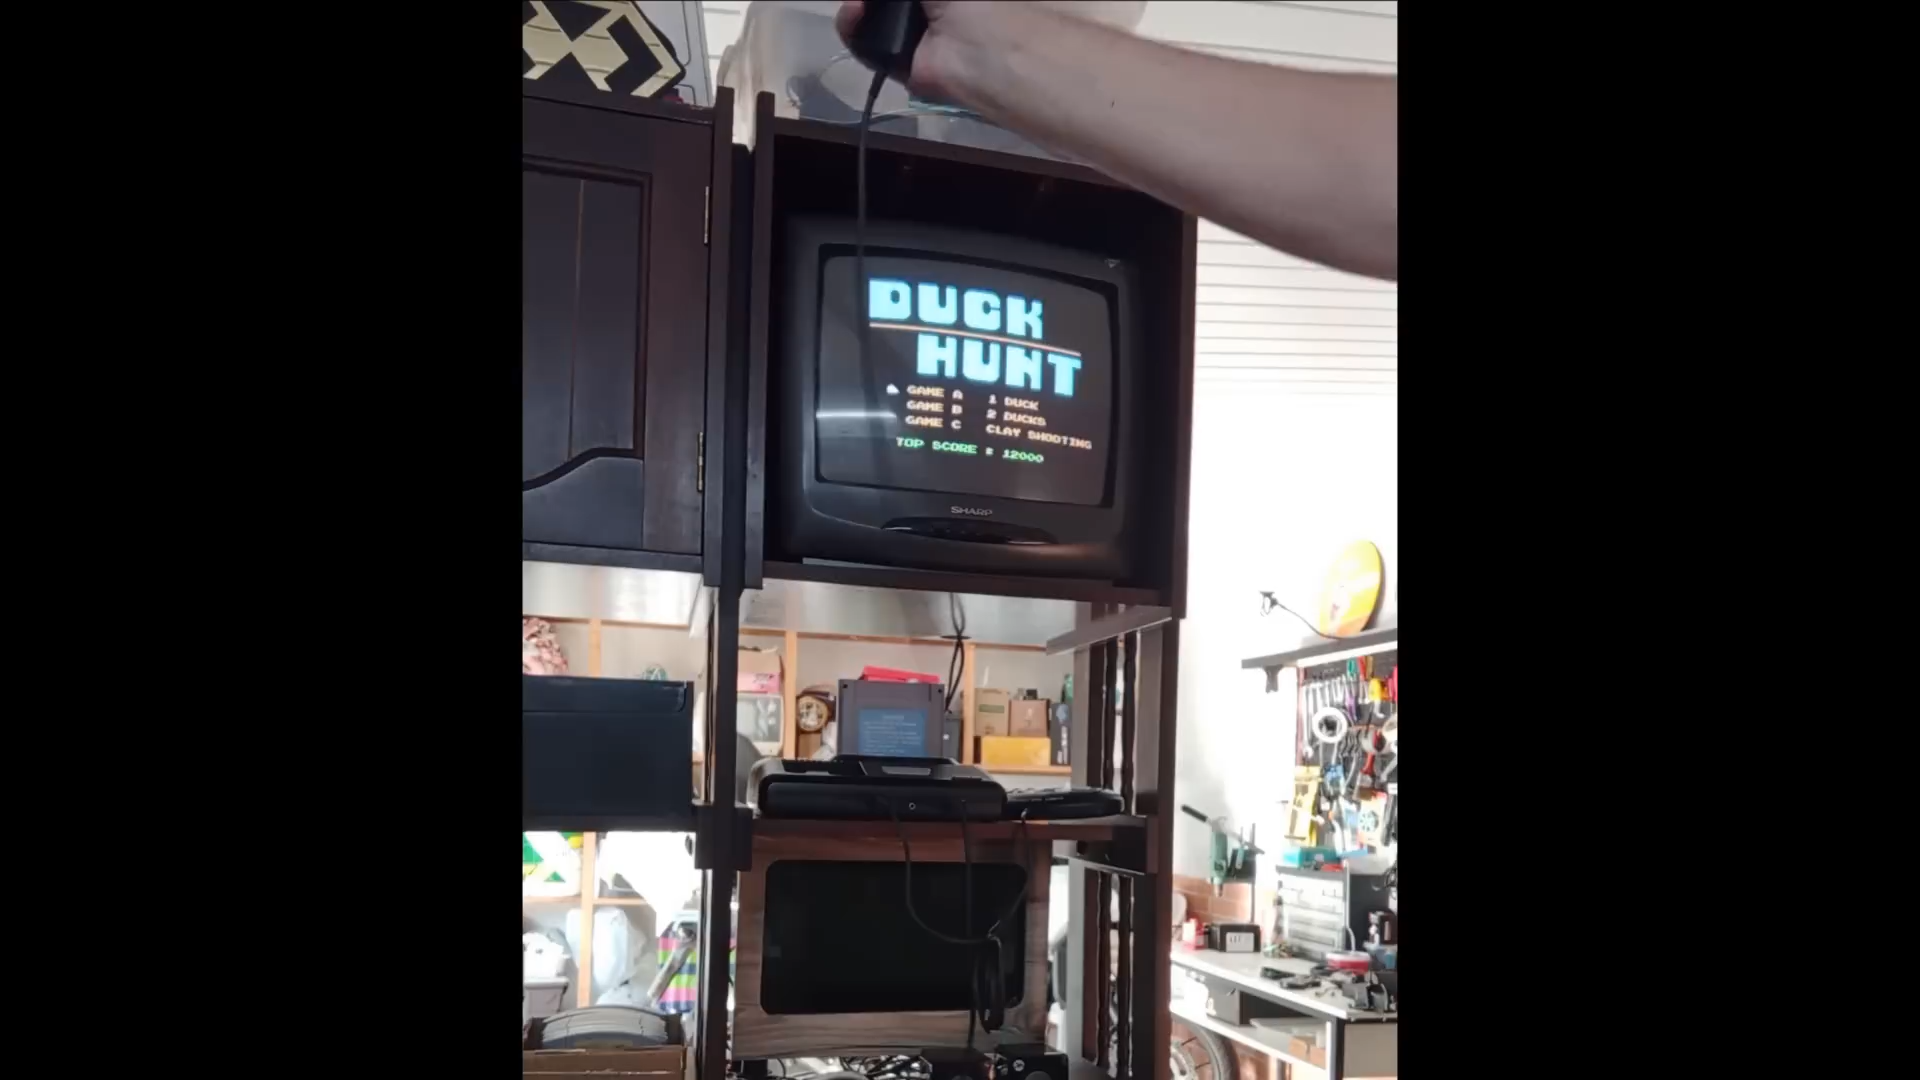 DUCK
HUNT
GAME A 1 DUCK
GAME B 2 DUCKS
GAME C CLAY SHOOTING
TOP SCORE = 12000
SHARP